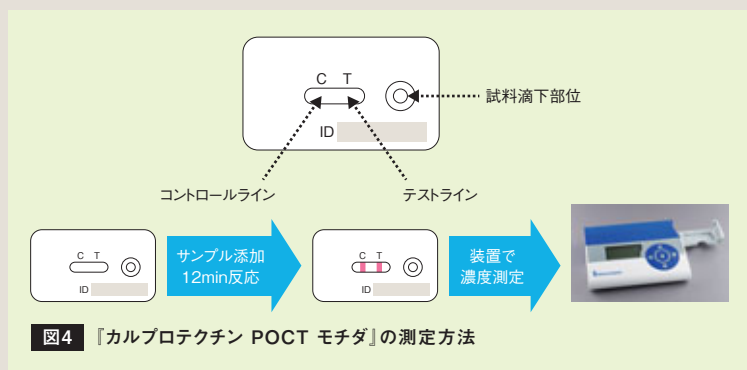 C T
試料滴下部位
ID
コントロールライン
テストライン
C T
ID
サンプル添加
12min反応
C T
ID
装置で
濃度測定
図4 『カルプロテクチン POCT モチダ』の測定方法